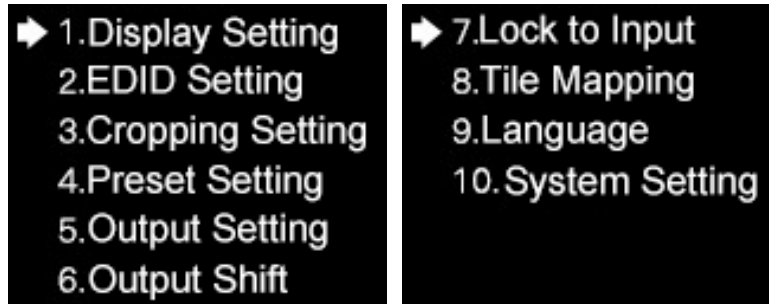 1.Display Setting
2.EDID Setting
3.Cropping Setting
4.Preset Setting
5.Output Setting
6.Output Shift
7.Lock to Input
8.Tile Mapping
9.Language
10.System Setting